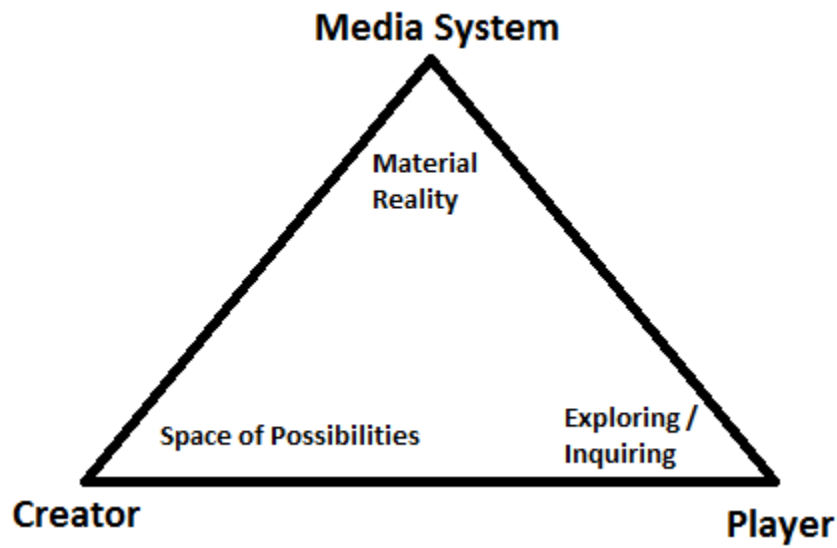 Media System
Material
Reality
Space of Possibilities
Exploring /
Inquiring
Creator
Player